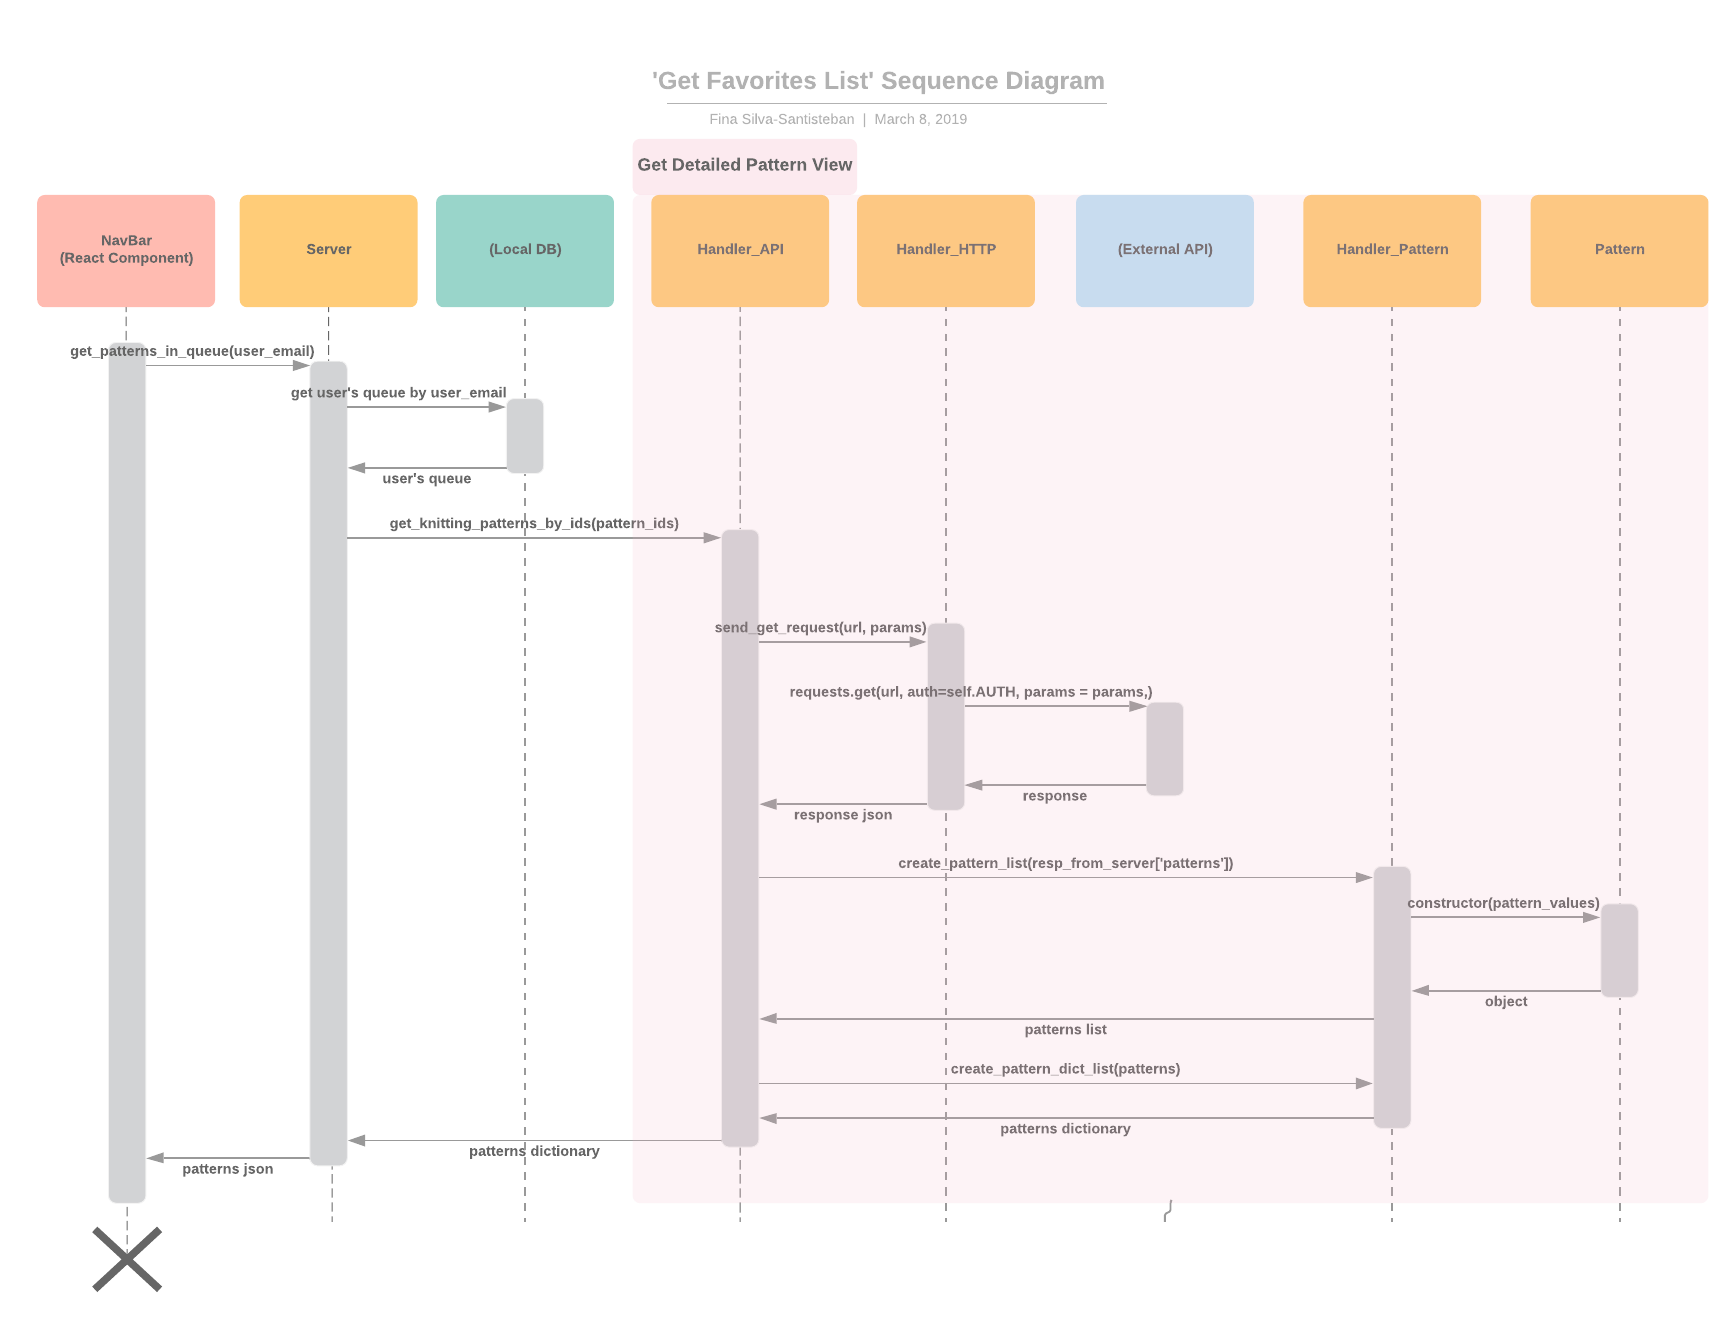 'Get Favorites List' Sequence Diagram
Fina Silva-Santisteban | March 8, 2019
Get Detailed Pattern View
NavBar
(React Component)
Server
(Local DB)
Handler_API
Handler_HTTP
(External API)
Handler_Pattern
Pattern
get_patterns_in_queue(user_email)
get user's queue by user_email
user's queue
get_knitting_patterns_by_ids(pattern_ids)
send_get_request(url, params)
requests.get(url, auth=self.AUTH, params = params,)
response
response json
create_pattern_list(resp_from_server['patterns'])
constructor(pattern_values)
object
patterns list
create_pattern_dict_list(patterns)
patterns dictionary
patterns dictionary
patterns json